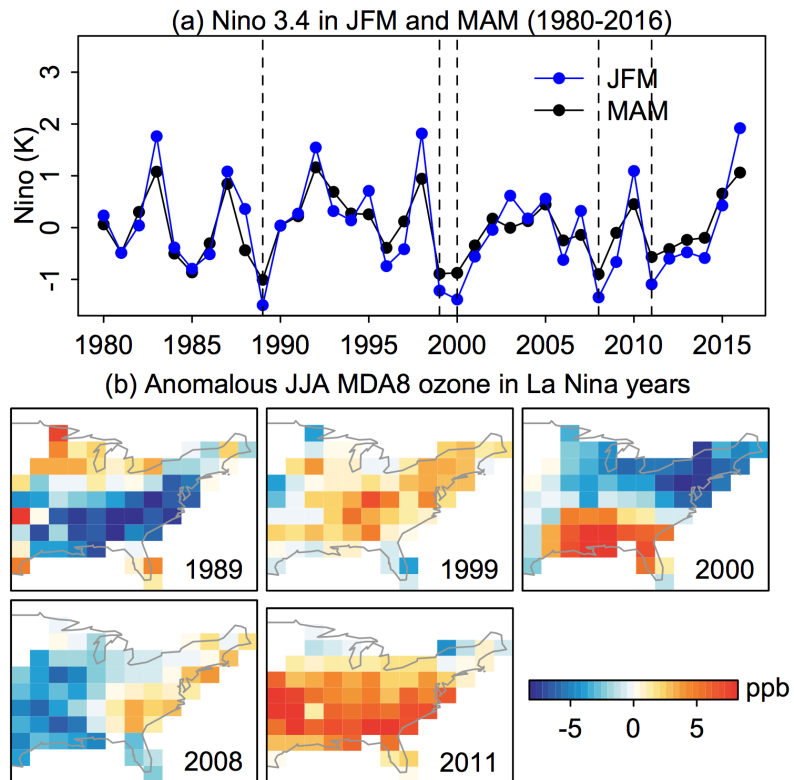 (a) Nino 3.4 in JFM and MAM (1980-2016)
Nino (K)
3
2
1
0
-1
JFM
MAM
1980 1985 1990 1995 2000 2005 2010 2015
(b) Anomalous JJA MDA8 ozone in La Nina years
1989 1999 2000
2008 2011
ppb
-5 0 5